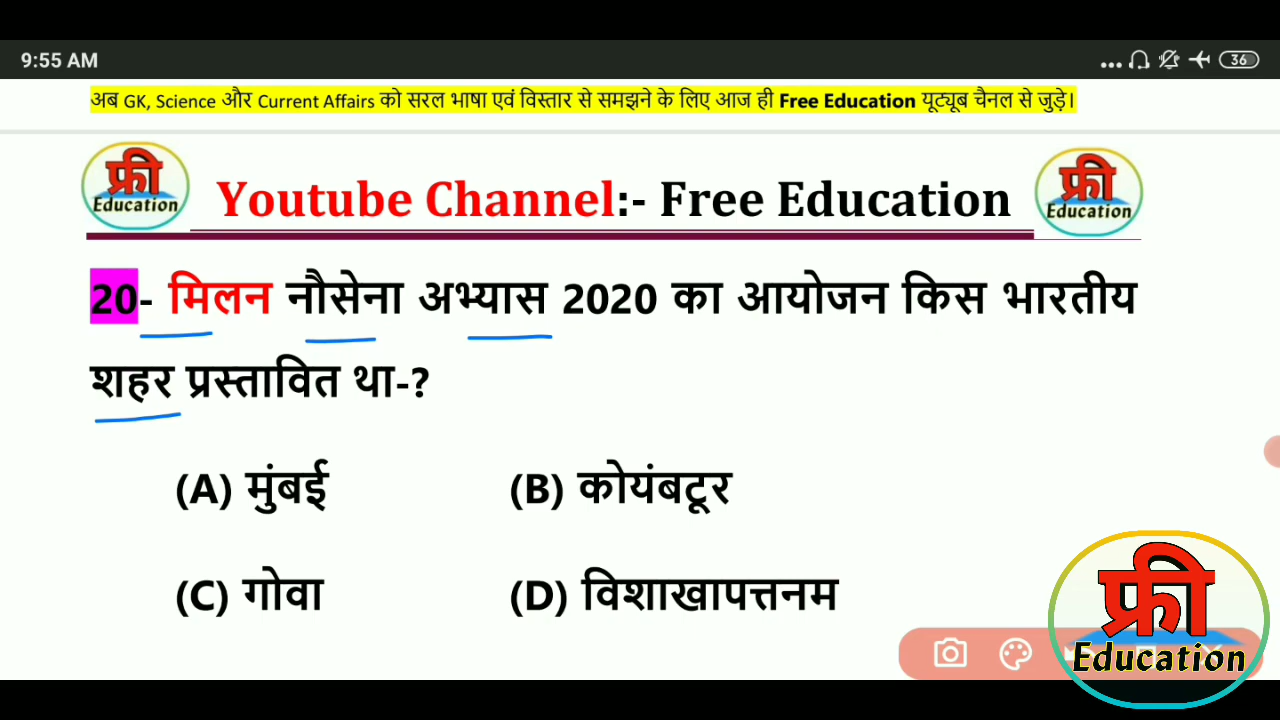 9:55 AM
36
अब GK, Science और Current Affairs को सरल भाषा एवं विस्तार से समझने के लिए आज ही Free Education यूट्यूब चैनल से जुड़े।
फ्री Education
Youtube Channel:- Free Education
फ्री Education
20- मिलन नौसेना अभ्यास 2020 का आयोजन किस भारतीय
शहर प्रस्तावित था-?
(A) मुंबई (B) कोयंबटूर
(C) गोवा (D) विशाखापत्तनम
फ्री
Education